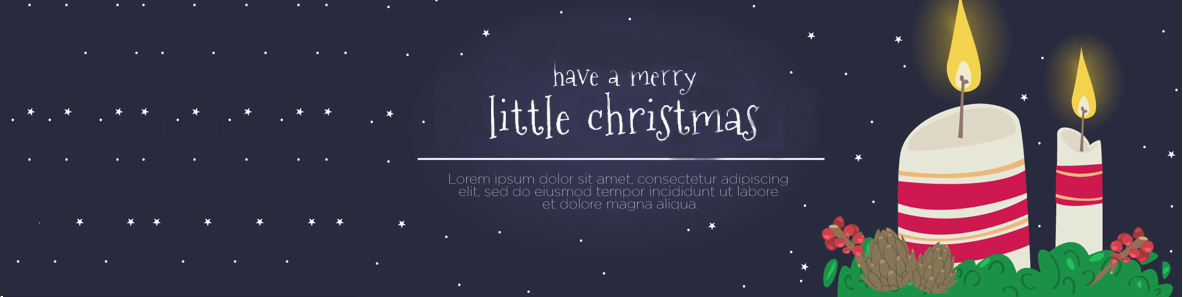 have a merry
little christmas
Lorem ipsum dolor sit amet, consectetur adipiscing
elit, sed do eiusmod tempor incididunt ut labore
et dolore magna aliqua.